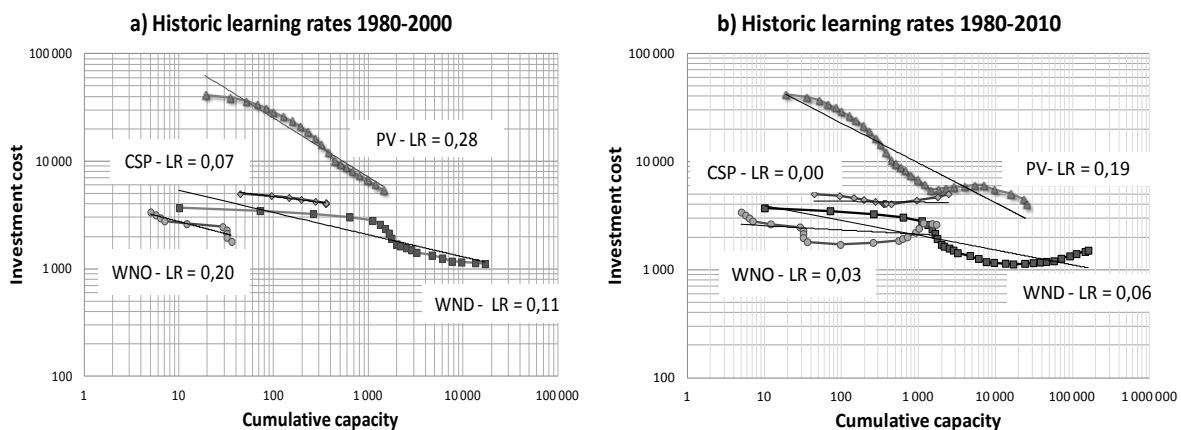 a) Historic learning rates 1980-2000
100 000
10 000
1 000
100
Investment cost
CSP - LR = 0,07
PV - LR = 0,28
WNO - LR = 0,20
WND - LR = 0,11
1
10
100
1 000
10 000
100 000
Cumulative capacity
b) Historic learning rates 1980-2010
100 000
10 000
1 000
100
Investment cost
CSP - LR = 0,00
PV - LR = 0,19
WNO - LR = 0,03
WND - LR = 0,06
1
10
100
1 000
10 000
100 000
1 000 000
Cumulative capacity